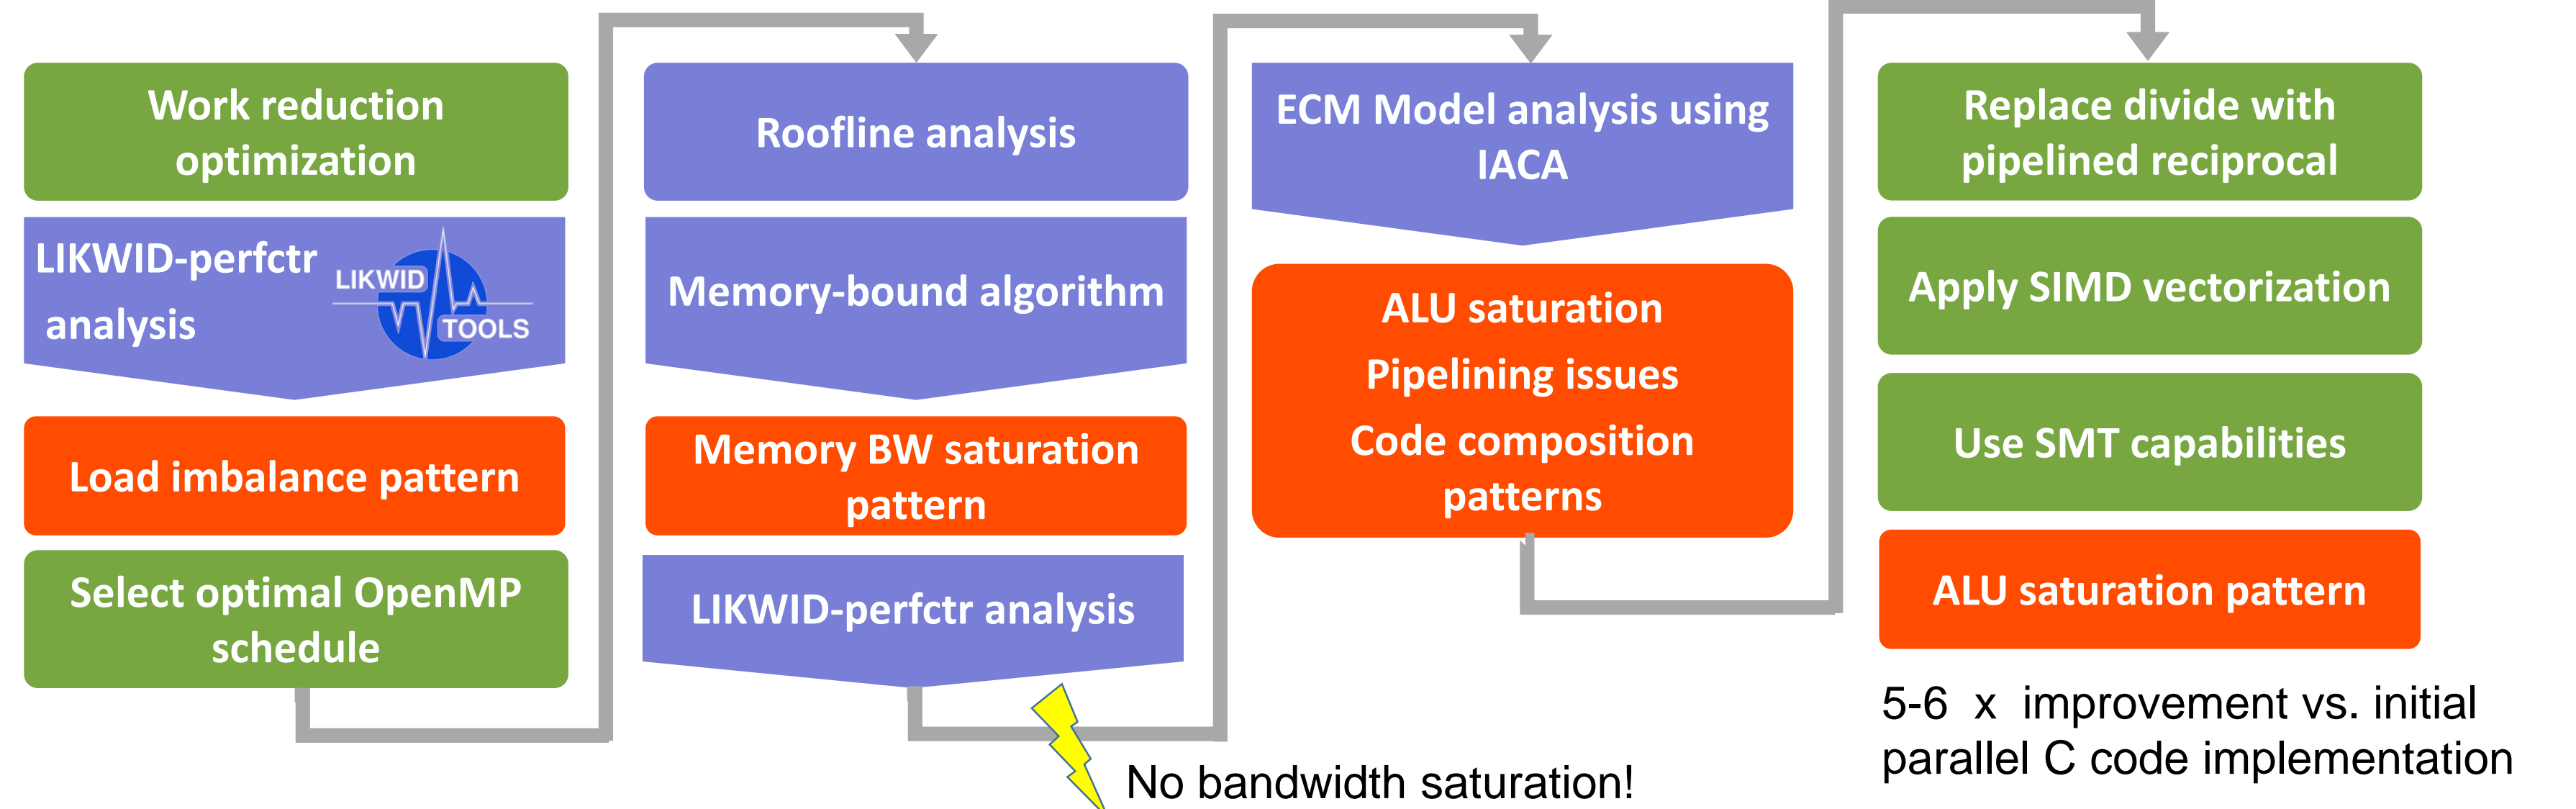 Work reduction
optimization
LIKWID-perfctr
analysis
LIKWID
TOOLS
Load imbalance pattern
Select optimal OpenMP
schedule
Roofline analysis
Memory-bound algorithm
Memory BW saturation
pattern
LIKWID-perfctr analysis
No bandwidth saturation!
ECM Model analysis using
IACA
ALU saturation
Pipelining issues
Code composition
patterns
Replace divide with
pipelined reciprocal
Apply SIMD vectorization
Use SMT capabilities
ALU saturation pattern
5-6 x improvement vs. initial
parallel C code implementation